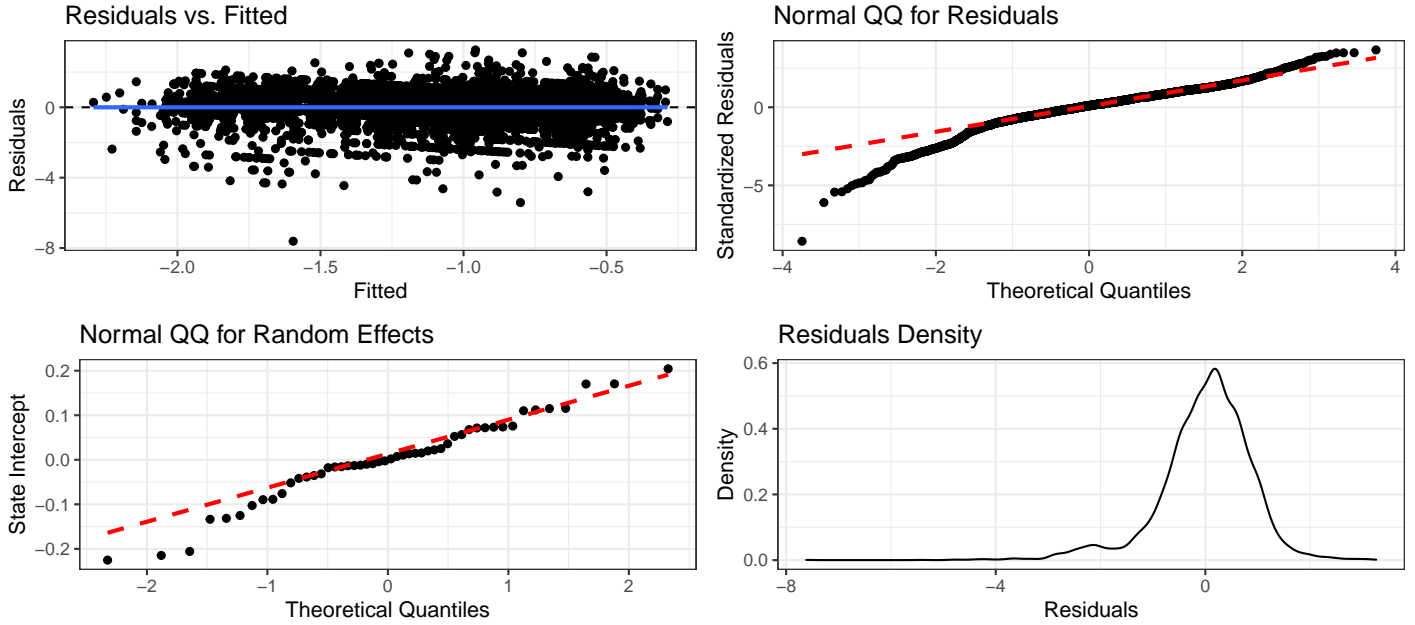 Residuals vs. Fitted
0
−4
−8
Residuals
−2.0 −1.5 −1.0 −0.5
Fitted
Normal QQ for Residuals
0
−5
Standardized Residuals
−4 −2 0 2 4
Theoretical Quantiles
Normal QQ for Random Effects
0.2
0.1
0.0
−0.1
−0.2
State Intercept
−2 −1 0 1 2
Theoretical Quantiles
Residuals Density
0.6
0.4
0.2
0.0
Density
−8 −4 0
Residuals